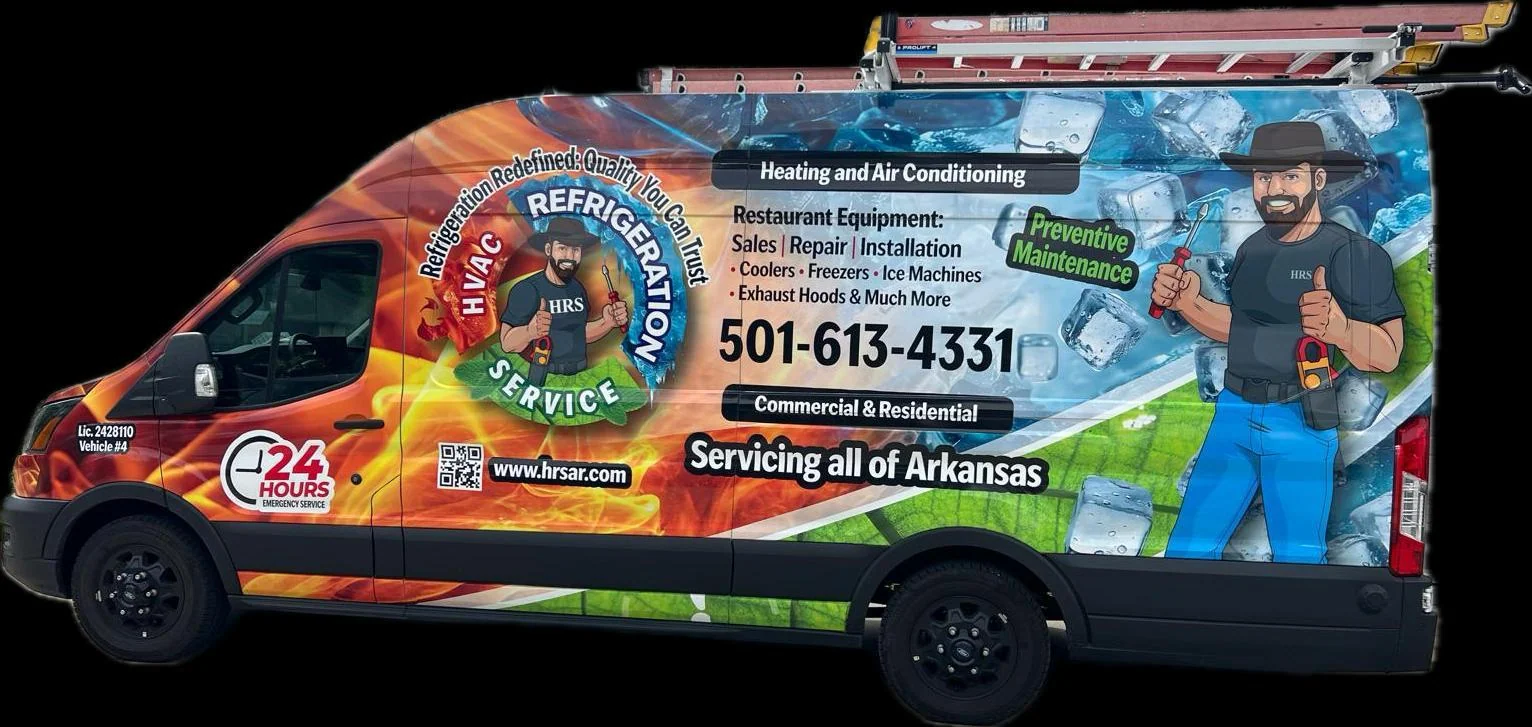 PROLIFT
Refrigeration Redefined: Quality You Can Trust
HVAC
REFRIGERATION
HRS
SERVICE
Heating and Air Conditioning
Restaurant Equipment:
Sales | Repair | Installation
• Coolers • Freezers • Ice Machines
• Exhaust Hoods & Much More
501-613-4331
Commercial & Residential
Servicing all of Arkansas
Preventive
Maintenance
HRS
Lic. 2428110
Vehicle #4
24
HOURS
EMERGENCY SERVICE
www.hrsar.com